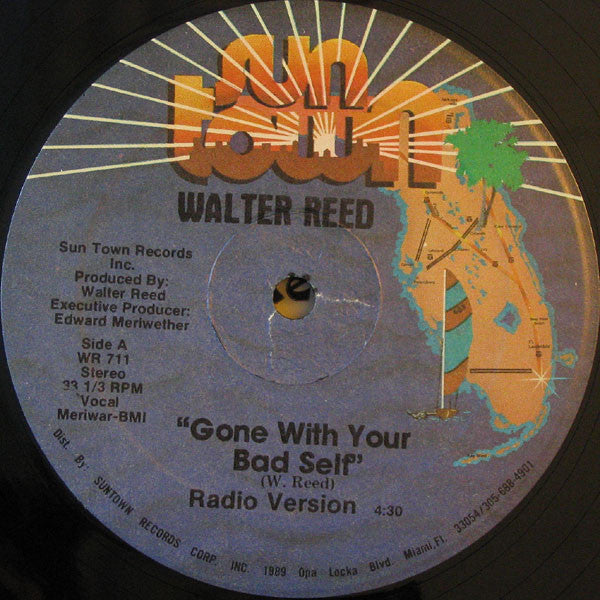 sun
town
WALTER REED
Sun Town Records
Inc.
Produced By:
Walter Reed
Executive Producer:
Edward Meriwether
Side A
WR 711
Stereo
33 1/3 RPM
Vocal
Meriwar-BMI
"Gone With Your
Bad Self"
(W. Reed)
Radio Version 4:30
Dist. By: SUNTOWN RECORDS CORP. INC. 1989 Opa Locka Blvd. Miami, Fl. 33054/305-688-4901